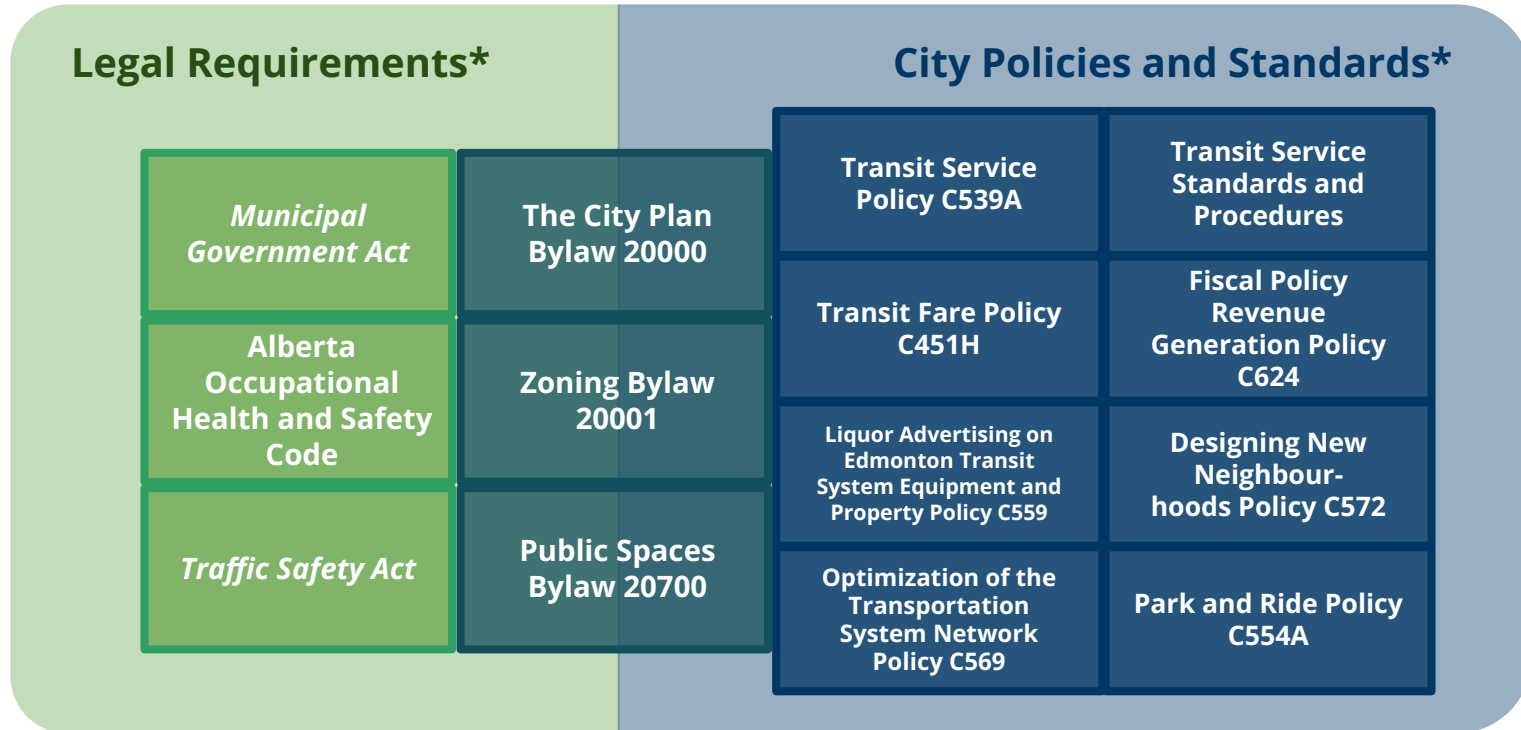 Legal Requirements*
City Policies and Standards*
Municipal
Government Act
The City Plan
Bylaw 20000
Transit Service
Policy C539A
Transit Service
Standards and
Procedures
Alberta
Occupational
Health and Safety
Code
Zoning Bylaw
20001
Transit Fare Policy
C451H
Fiscal Policy
Revenue
Generation Policy
C624
Traffic Safety Act
Public Spaces
Bylaw 20700
Liquor Advertising on
Edmonton Transit
System Equipment and
Property Policy C559
Designing New
Neighbour-
hoods Policy C572
Optimization of the
Transportation
System Network
Policy C569
Park and Ride Policy
C554A